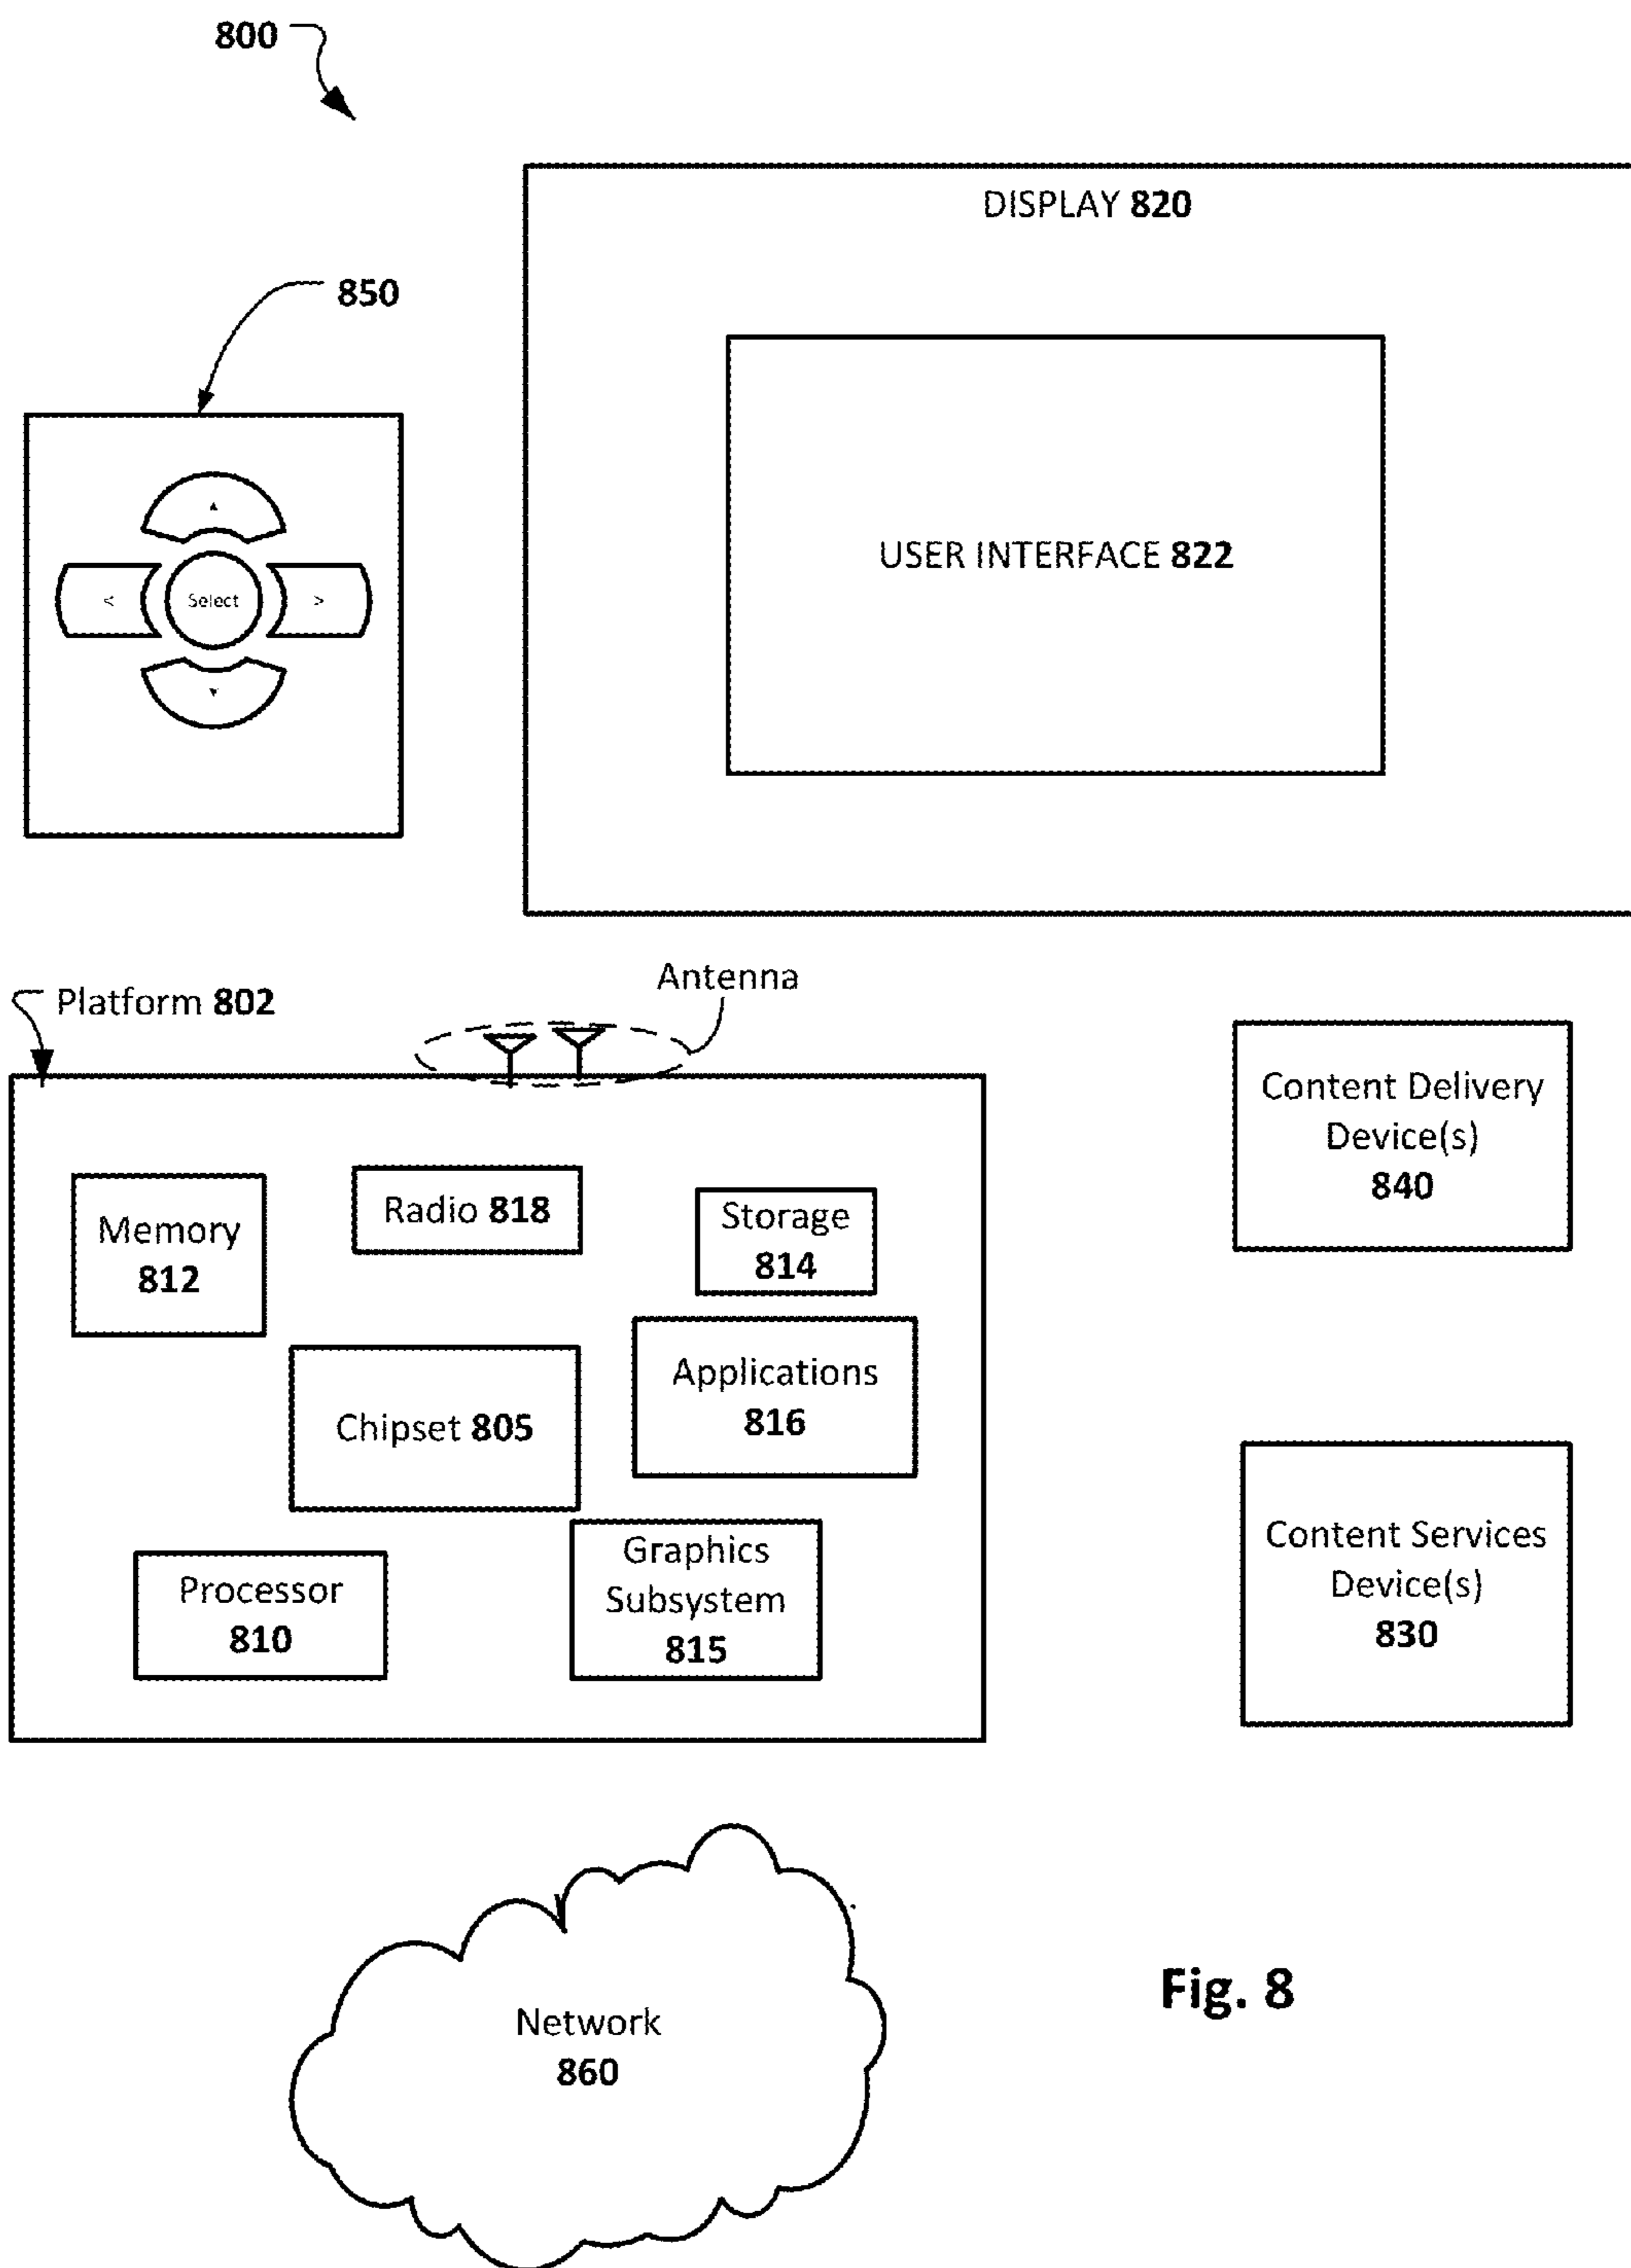 800
DISPLAY 820
850
USER INTERFACE 822
<
Select
>
Antenna
Platform 802
Content Delivery
Device(s)
840
Memory
812
Radio 818
Storage
814
Applications
816
Chipset 805
Content Services
Device(s)
830
Graphics
Subsystem
815
Processor
810
Fig. 8
Network
860